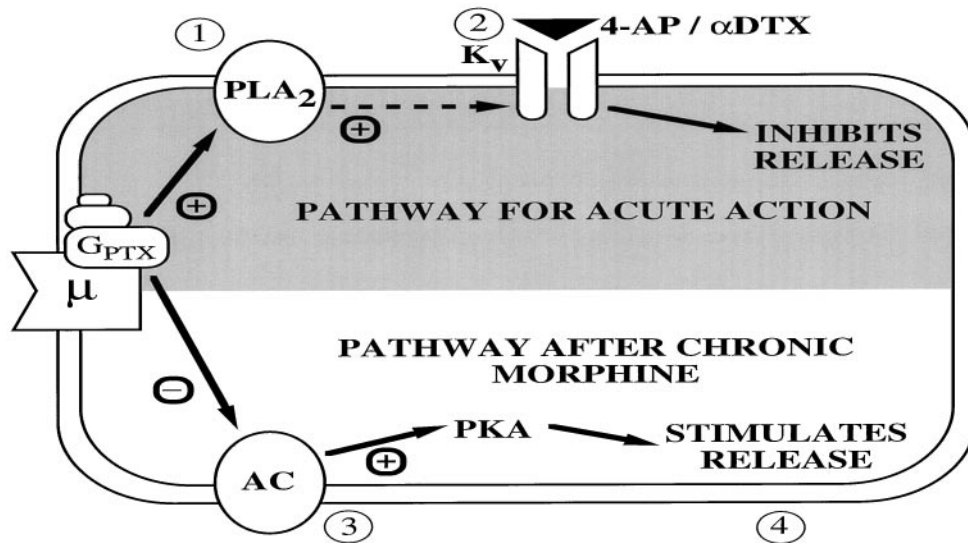 1
2
4-AP / αDTX
Kv
PLA2
+
INHIBITS
RELEASE
+
PATHWAY FOR ACUTE ACTION
GPTX
μ
PATHWAY AFTER CHRONIC
MORPHINE
−
PKA
STIMULATES
RELEASE
+
AC
3
4